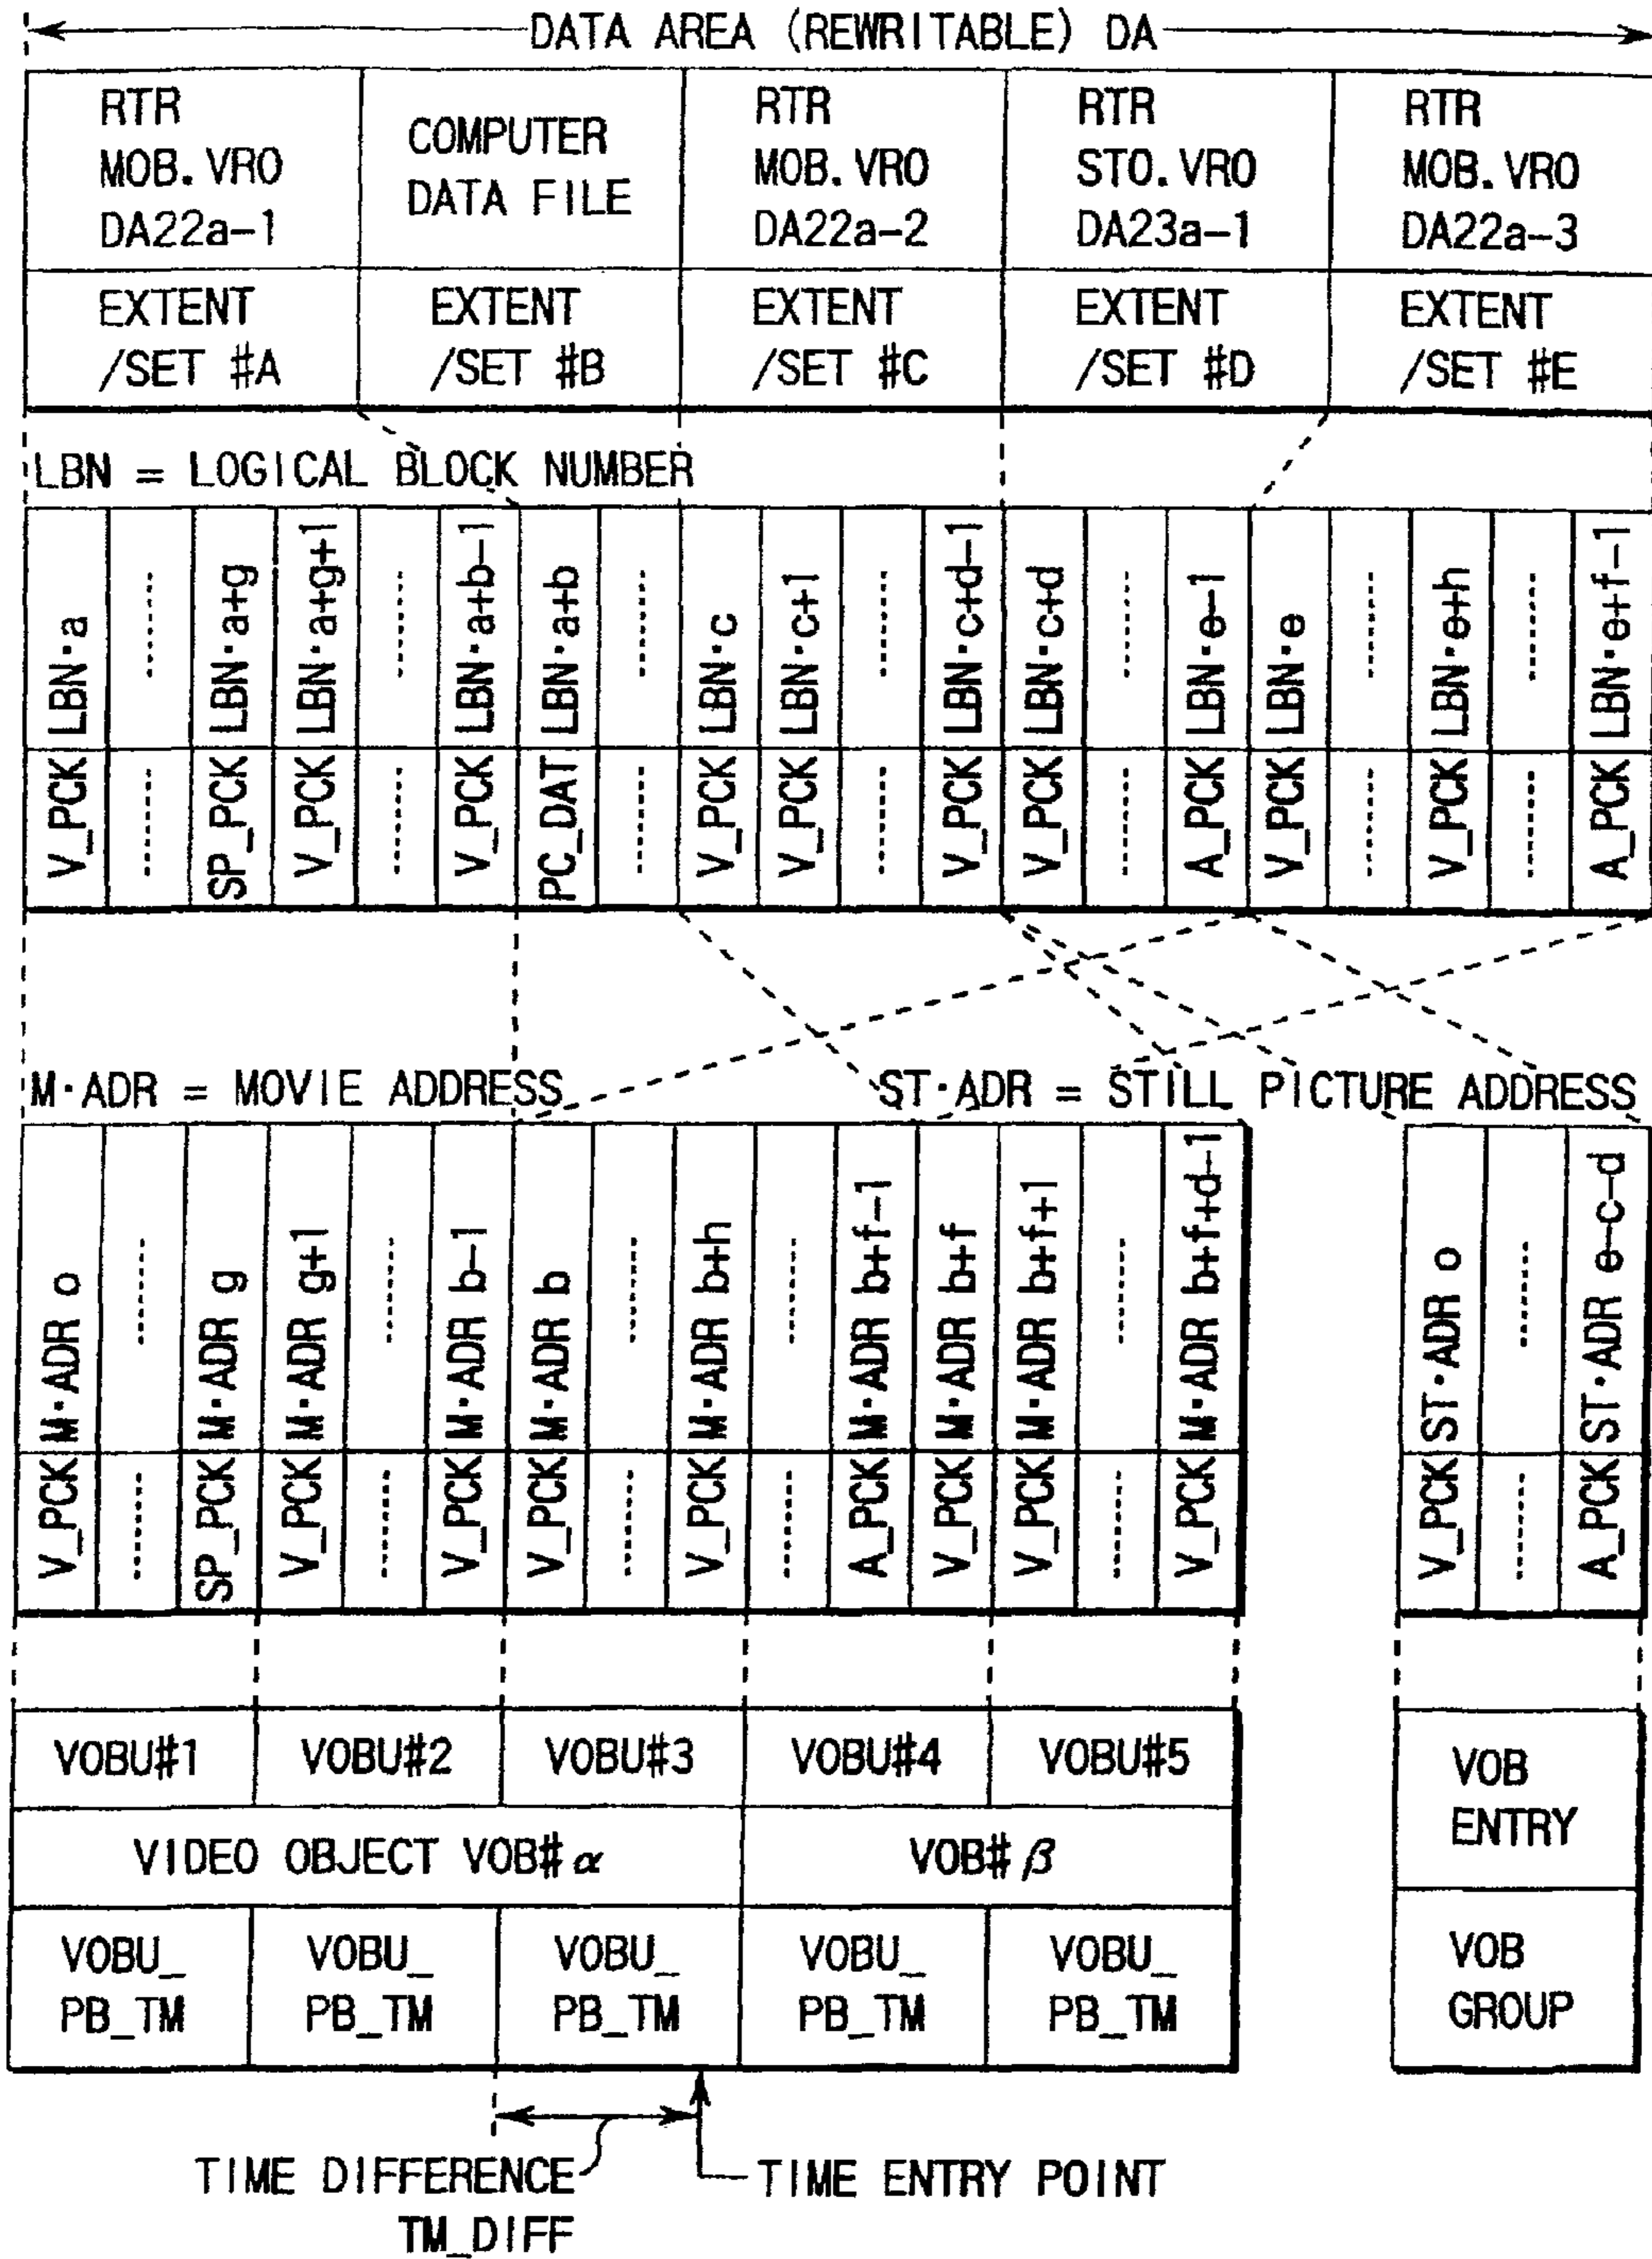 DATA AREA (REWRITABLE) DA
RTR
MOB.VRO
DA22a-1
COMPUTER
DATA FILE
RTR
MOB.VRO
DA22a-2
RTR
STO.VRO
DA23a-1
RTR
MOB.VRO
DA22a-3
EXTENT
/SET #A
EXTENT
/SET #B
EXTENT
/SET #C
EXTENT
/SET #D
EXTENT
/SET #E
LBN = LOGICAL BLOCK NUMBER
LBN·a
LBN·a+g
LBN·a+g+1
LBN·a+b-1
LBN·a+b
LBN·c
LBN·c+1
LBN·c+d-1
LBN·c+d
LBN·e-1
LBN·e
LBN·e+h
LBN·e+f-1
V_PCK
SP_PCK
V_PCK
V_PCK
PC_DAT
V_PCK
V_PCK
V_PCK
V_PCK
A_PCK
V_PCK
V_PCK
A_PCK
M·ADR = MOVIE ADDRESS
ST·ADR = STILL PICTURE ADDRESS
M·ADR o
M·ADR g
M·ADR g+1
M·ADR b-1
M·ADR b
M·ADR b+h
M·ADR b+f-1
M·ADR b+f
M·ADR b+f+1
M·ADR b+f+d-1
ST·ADR o
ST·ADR e-c-d
V_PCK
SP_PCK
V_PCK
V_PCK
V_PCK
V_PCK
A_PCK
V_PCK
V_PCK
V_PCK
V_PCK
A_PCK
VOBU#1
VOBU#2
VOBU#3
VOBU#4
VOBU#5
VOB
ENTRY
VIDEO OBJECT VOB#α
VOB#β
VOBU_
PB_TM
VOBU_
PB_TM
VOBU_
PB_TM
VOBU_
PB_TM
VOBU_
PB_TM
VOB
GROUP
TIME DIFFERENCE
TM_DIFF
TIME ENTRY POINT